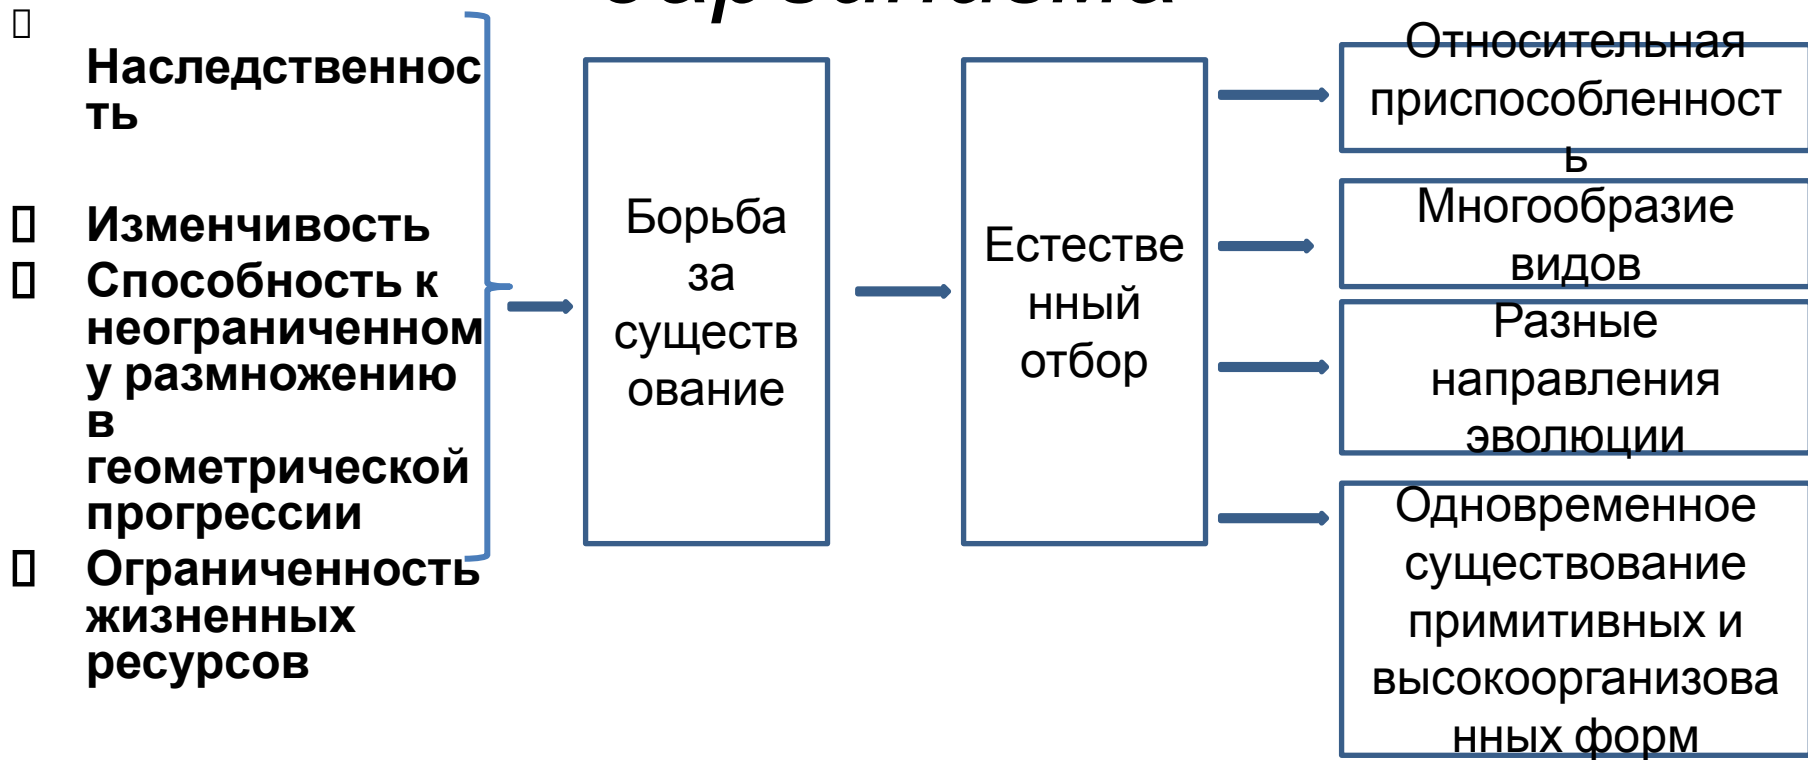 дарвинизма
Наследственнос
ть
Изменчивость
Способность к
неограниченном
у размножению
в
геометрической
прогрессии
Ограниченность
жизненных
ресурсов
Борьба
за
существ
ование
Естестве
нный
отбор
Относительная
приспособленност
ь
Многообразие
видов
Разные
направления
эволюции
Одновременное
существование
примитивных и
высокоорганизова
нных форм